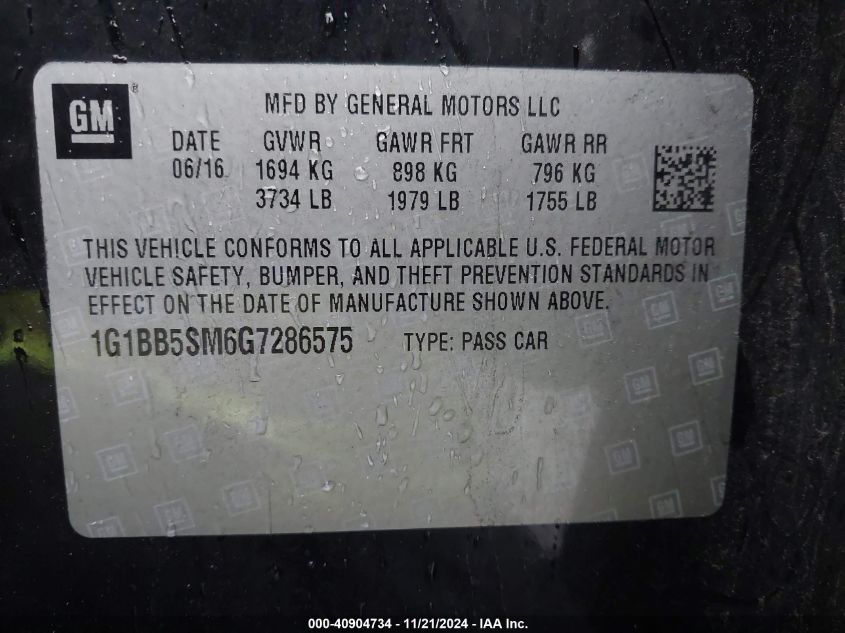 GM
MFD BY GENERAL MOTORS LLC
DATE GVWR GAWR FRT GAWR RR
06/16 1694 KG 898 KG 796 KG
3734 LB 1979 LB 1755 LB
THIS VEHICLE CONFORMS TO ALL APPLICABLE U.S. FEDERAL MOTOR
VEHICLE SAFETY, BUMPER, AND THEFT PREVENTION STANDARDS IN
EFFECT ON THE DATE OF MANUFACTURE SHOWN ABOVE.
1G1BB5SM6G7286575 TYPE: PASS CAR
000-40904734 - 11/21/2024 - IAA Inc.